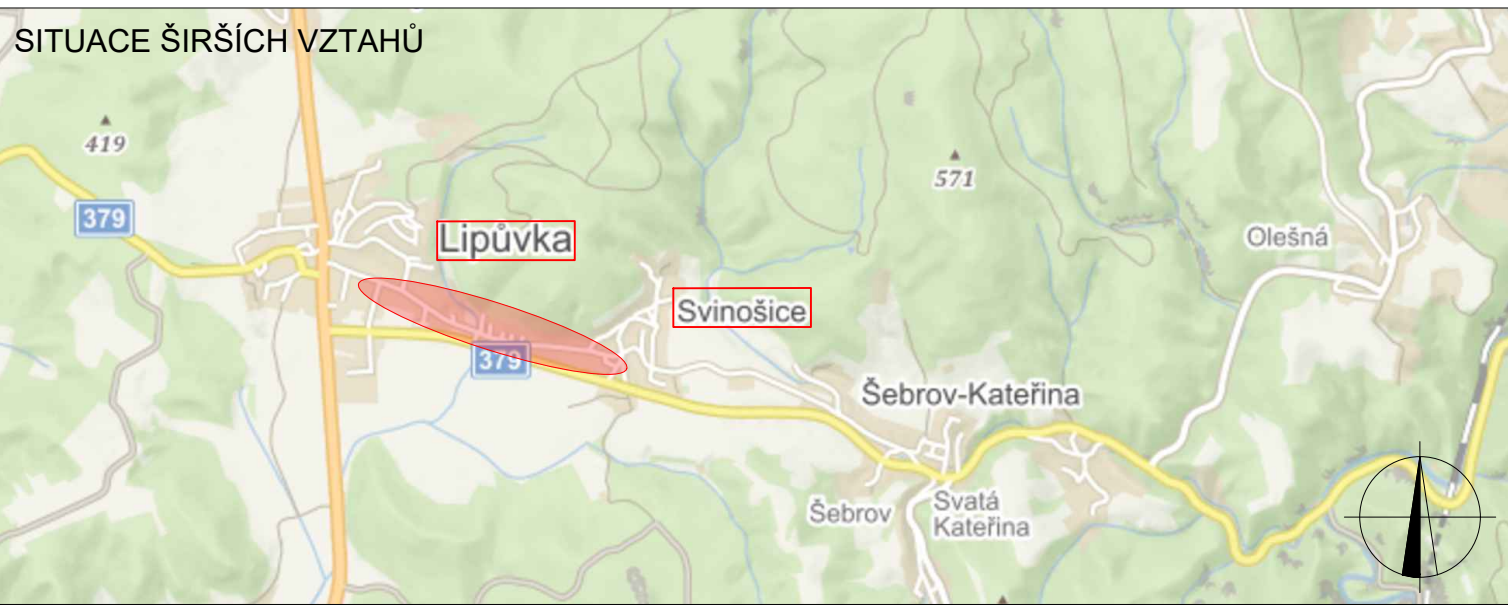 SITUACE ŠIRŠÍCH VZTAHŮ
419
571
379
Lipůvka
Olešná
Svinošice
379
Šebrov-Kateřina
Šebrov
Svatá
Kateřina